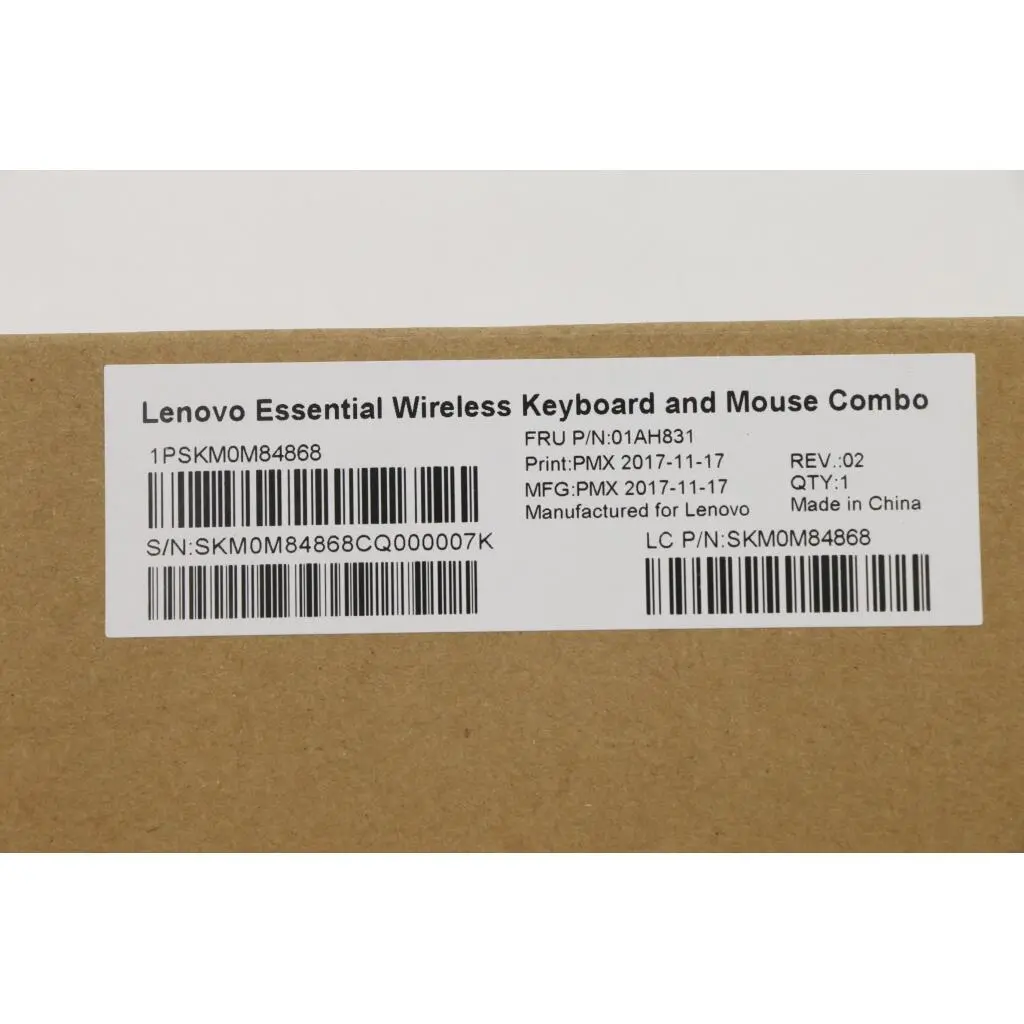 Lenovo Essential Wireless Keyboard and Mouse Combo
1PSKM0M84868
FRU P/N:01AH831
Print:PMX 2017-11-17
REV.:02
MFG:PMX 2017-11-17
QTY:1
Manufactured for Lenovo
Made in China
S/N:SKM0M84868CQ000007K
LC P/N:SKM0M84868